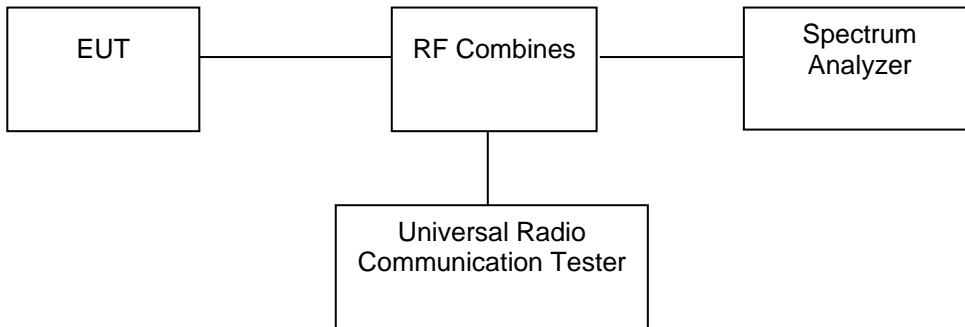 EUT
RF Combines
Spectrum
Analyzer
Universal Radio
Communication Tester